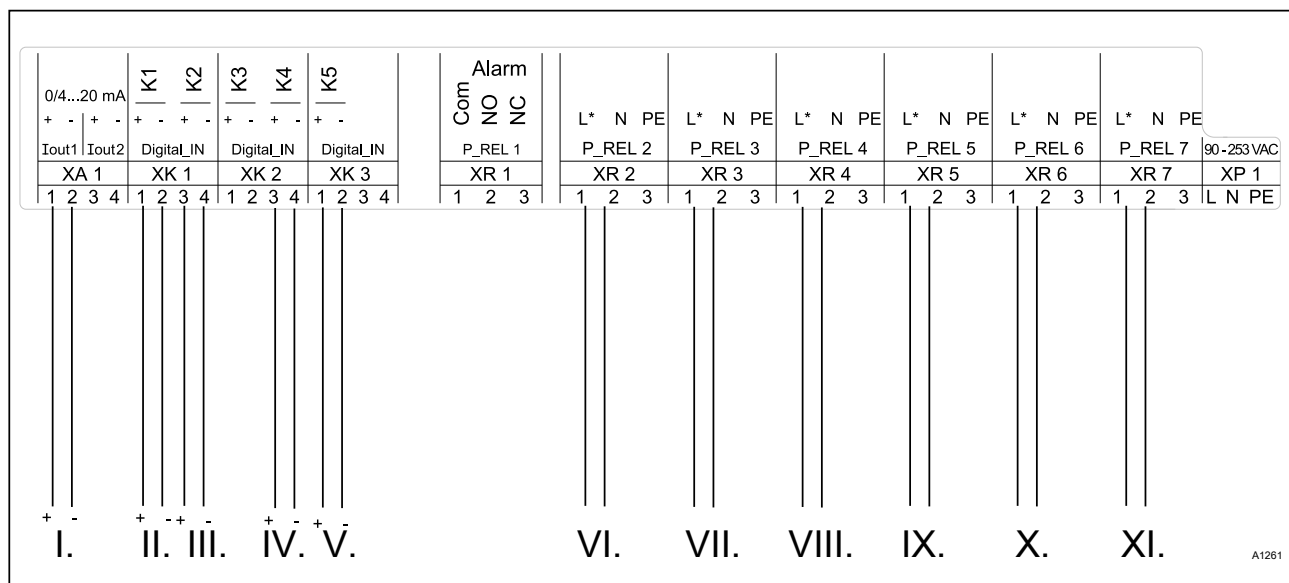 K1 K2 K3 K4 K5
Alarm
Com NO NC
0/4...20 mA
+ - + - + - + - + - + - + -
L* N PE L* N PE L* N PE L* N PE L* N PE L* N PE
Iout1 Iout2 Digital_IN Digital_IN Digital_IN P_REL 1 P_REL 2 P_REL 3 P_REL 4 P_REL 5 P_REL 6 P_REL 7 90-253 VAC
XA 1 XK 1 XK 2 XK 3 XR 1 XR 2 XR 3 XR 4 XR 5 XR 6 XR 7 XP 1
1 2 3 4 1 2 3 4 1 2 3 4 1 2 3 4 1 2 3 1 2 3 1 2 3 1 2 3 1 2 3 1 2 3 1 2 3 L N PE
+ - + - + - + - + -
I. II. III. IV. V. VI. VII. VIII. IX. X. XI.
A1261